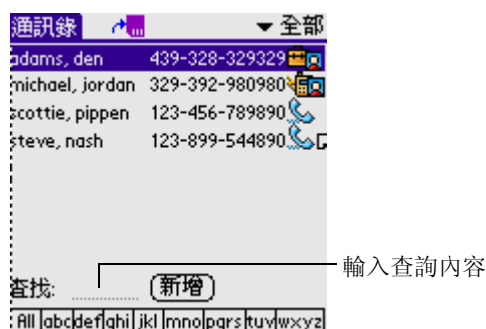 通訊錄 全部
adams, den 439-328-329329
michael, jordan 329-392-980980
scottie, pippen 123-456-789890
steve, nash 123-899-544890
輸入查詢內容
查找: 新增
All abc def ghi jkl mno pqrs tuv wxyz